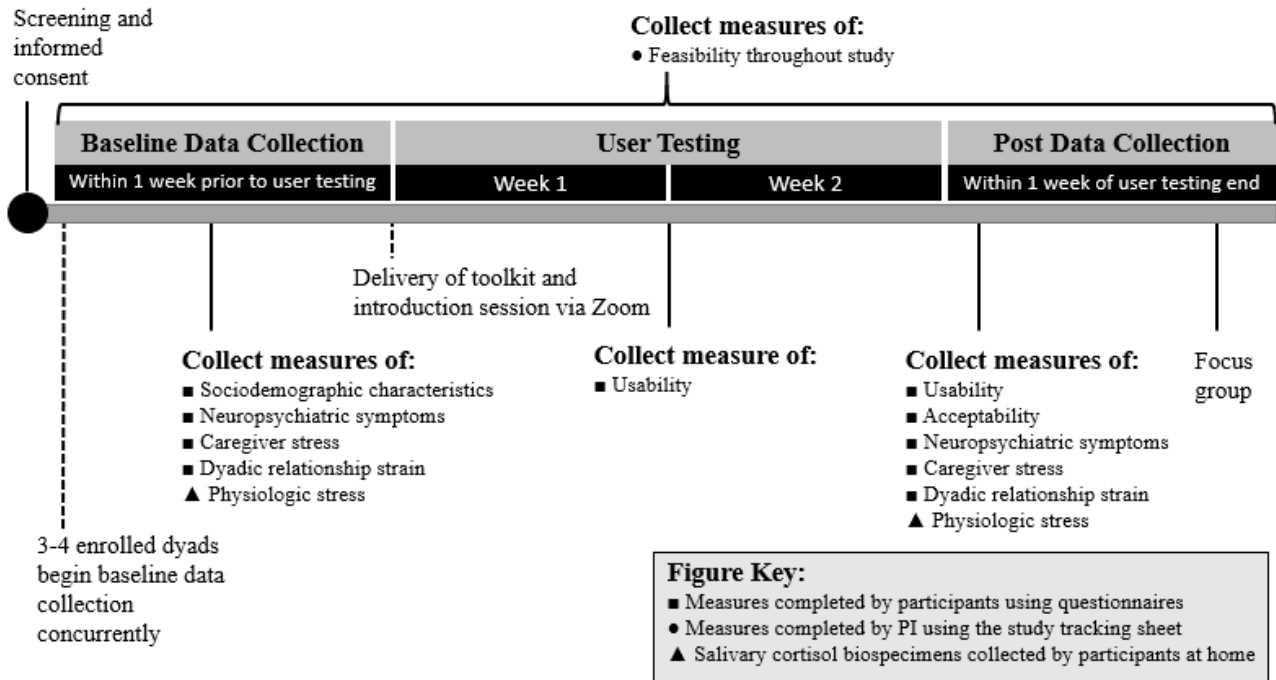 Screening and
informed
consent
Collect measures of:
● Feasibility throughout study
Baseline Data Collection
User Testing
Post Data Collection
Within 1 week prior to user testing
Week 1
Week 2
Within 1 week of user testing end
Delivery of toolkit and
introduction session via Zoom
Collect measures of:
■ Sociodemographic characteristics
■ Neuropsychiatric symptoms
■ Caregiver stress
■ Dyadic relationship strain
▲ Physiologic stress
Collect measure of:
■ Usability
Collect measures of:
■ Usability
■ Acceptability
■ Neuropsychiatric symptoms
■ Caregiver stress
■ Dyadic relationship strain
▲ Physiologic stress
Focus
group
3-4 enrolled dyads
begin baseline data
collection
concurrently
Figure Key:
■ Measures completed by participants using questionnaires
● Measures completed by PI using the study tracking sheet
▲ Salivary cortisol biospecimens collected by participants at home